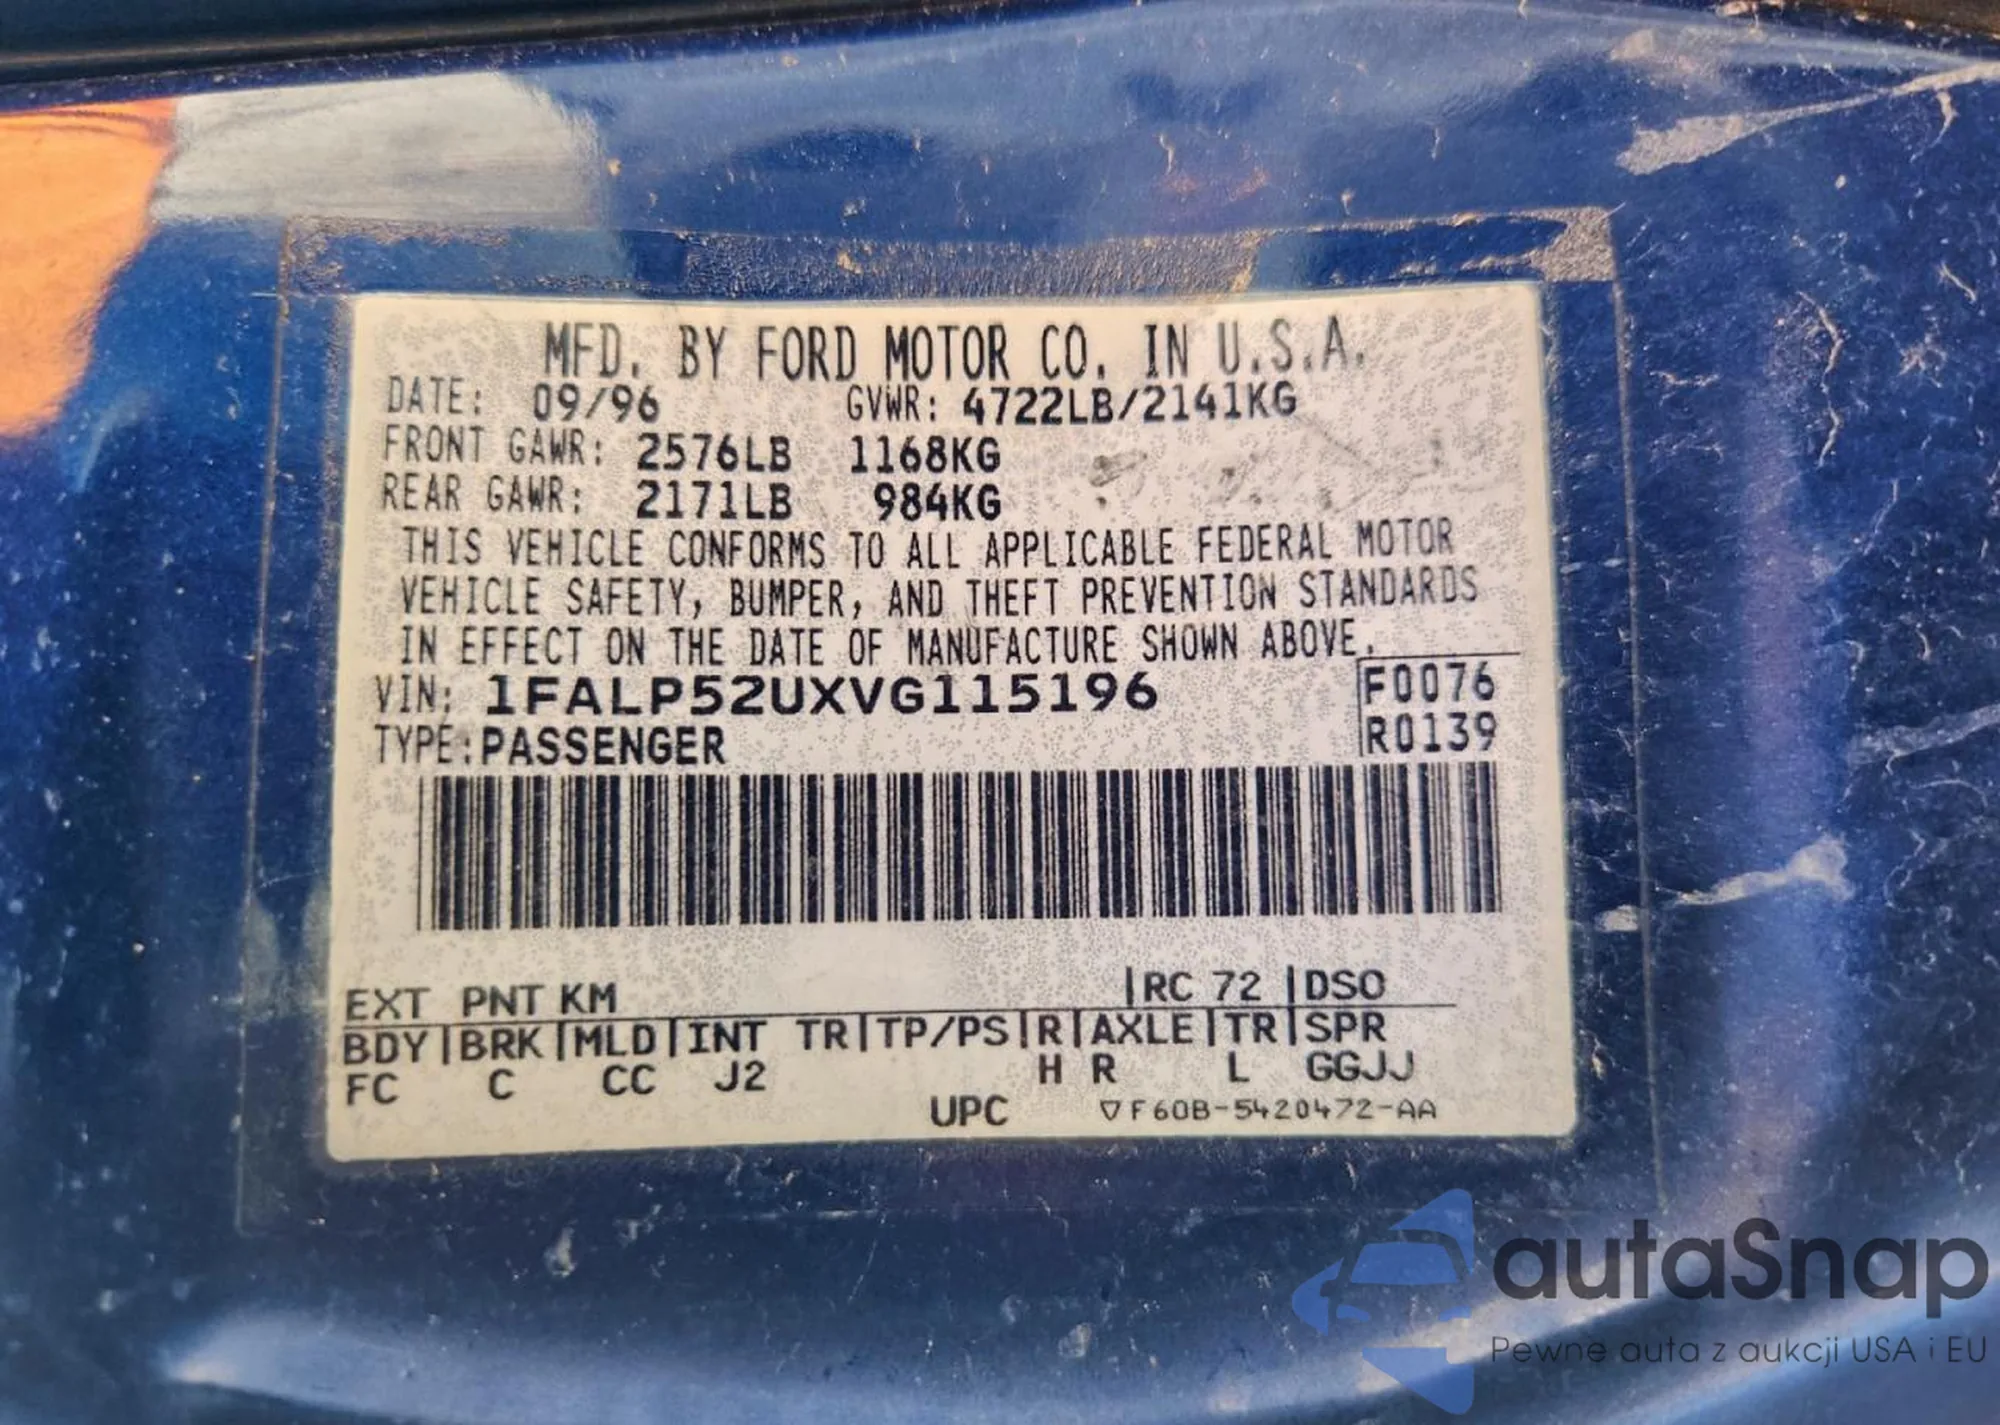 MFD. BY FORD MOTOR CO. IN U.S.A.
DATE: 09/96 GVWR: 4722LB/2141KG
FRONT GAWR: 2576LB 1168KG
REAR GAWR: 2171LB 984KG
THIS VEHICLE CONFORMS TO ALL APPLICABLE FEDERAL MOTOR
VEHICLE SAFETY, BUMPER, AND THEFT PREVENTION STANDARDS
IN EFFECT ON THE DATE OF MANUFACTURE SHOWN ABOVE.
VIN: 1FALP52UXVG115196 F0076
TYPE: PASSENGER R0139
EXT PNT KM |RC 72 |DSO
BDY|BRK|MLD|INT TR|TP/PS|R|AXLE|TR|SPR
FC C CC J2 H R L GGJJ
UPC ▽F60B-5420472-AA
autaSnap
Pewne auta z aukcji USA i EU